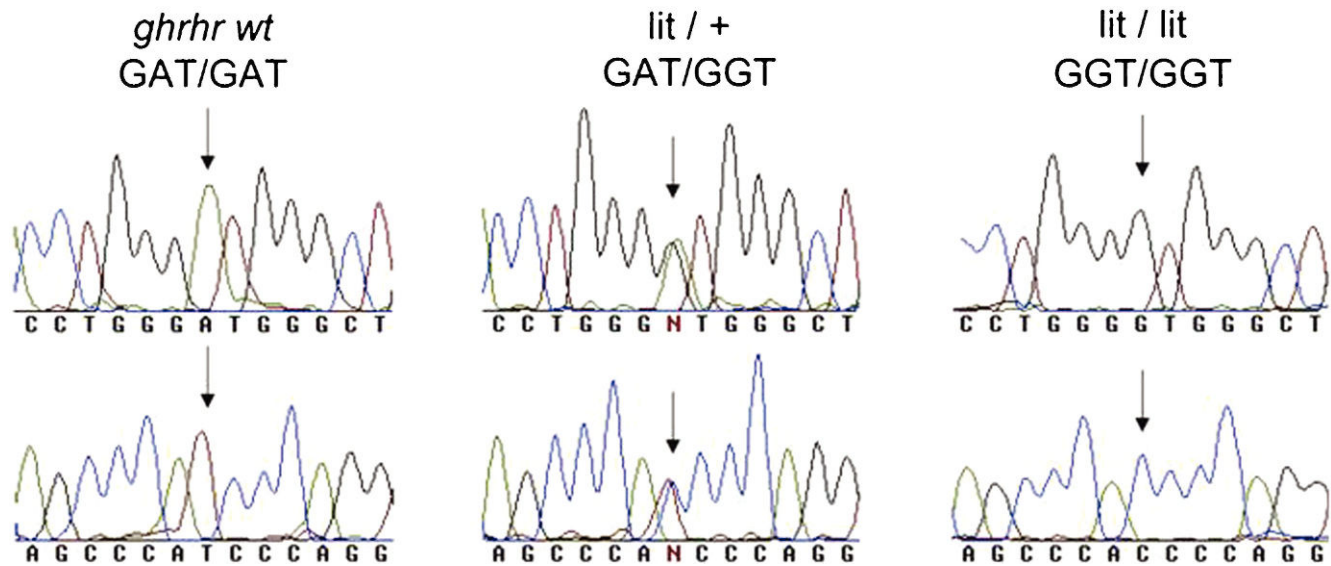 ghrhr wt
GAT/GAT
lit / +
GAT/GGT
lit / lit
GGT/GGT
C C T G G G A T G G G C T
C C T G G G N T G G G C T
C C T G G G G T G G G C T
A G C C C A T C C C A G G
A G C C C A N C C C A G G
A G C C C A C C C C A G G